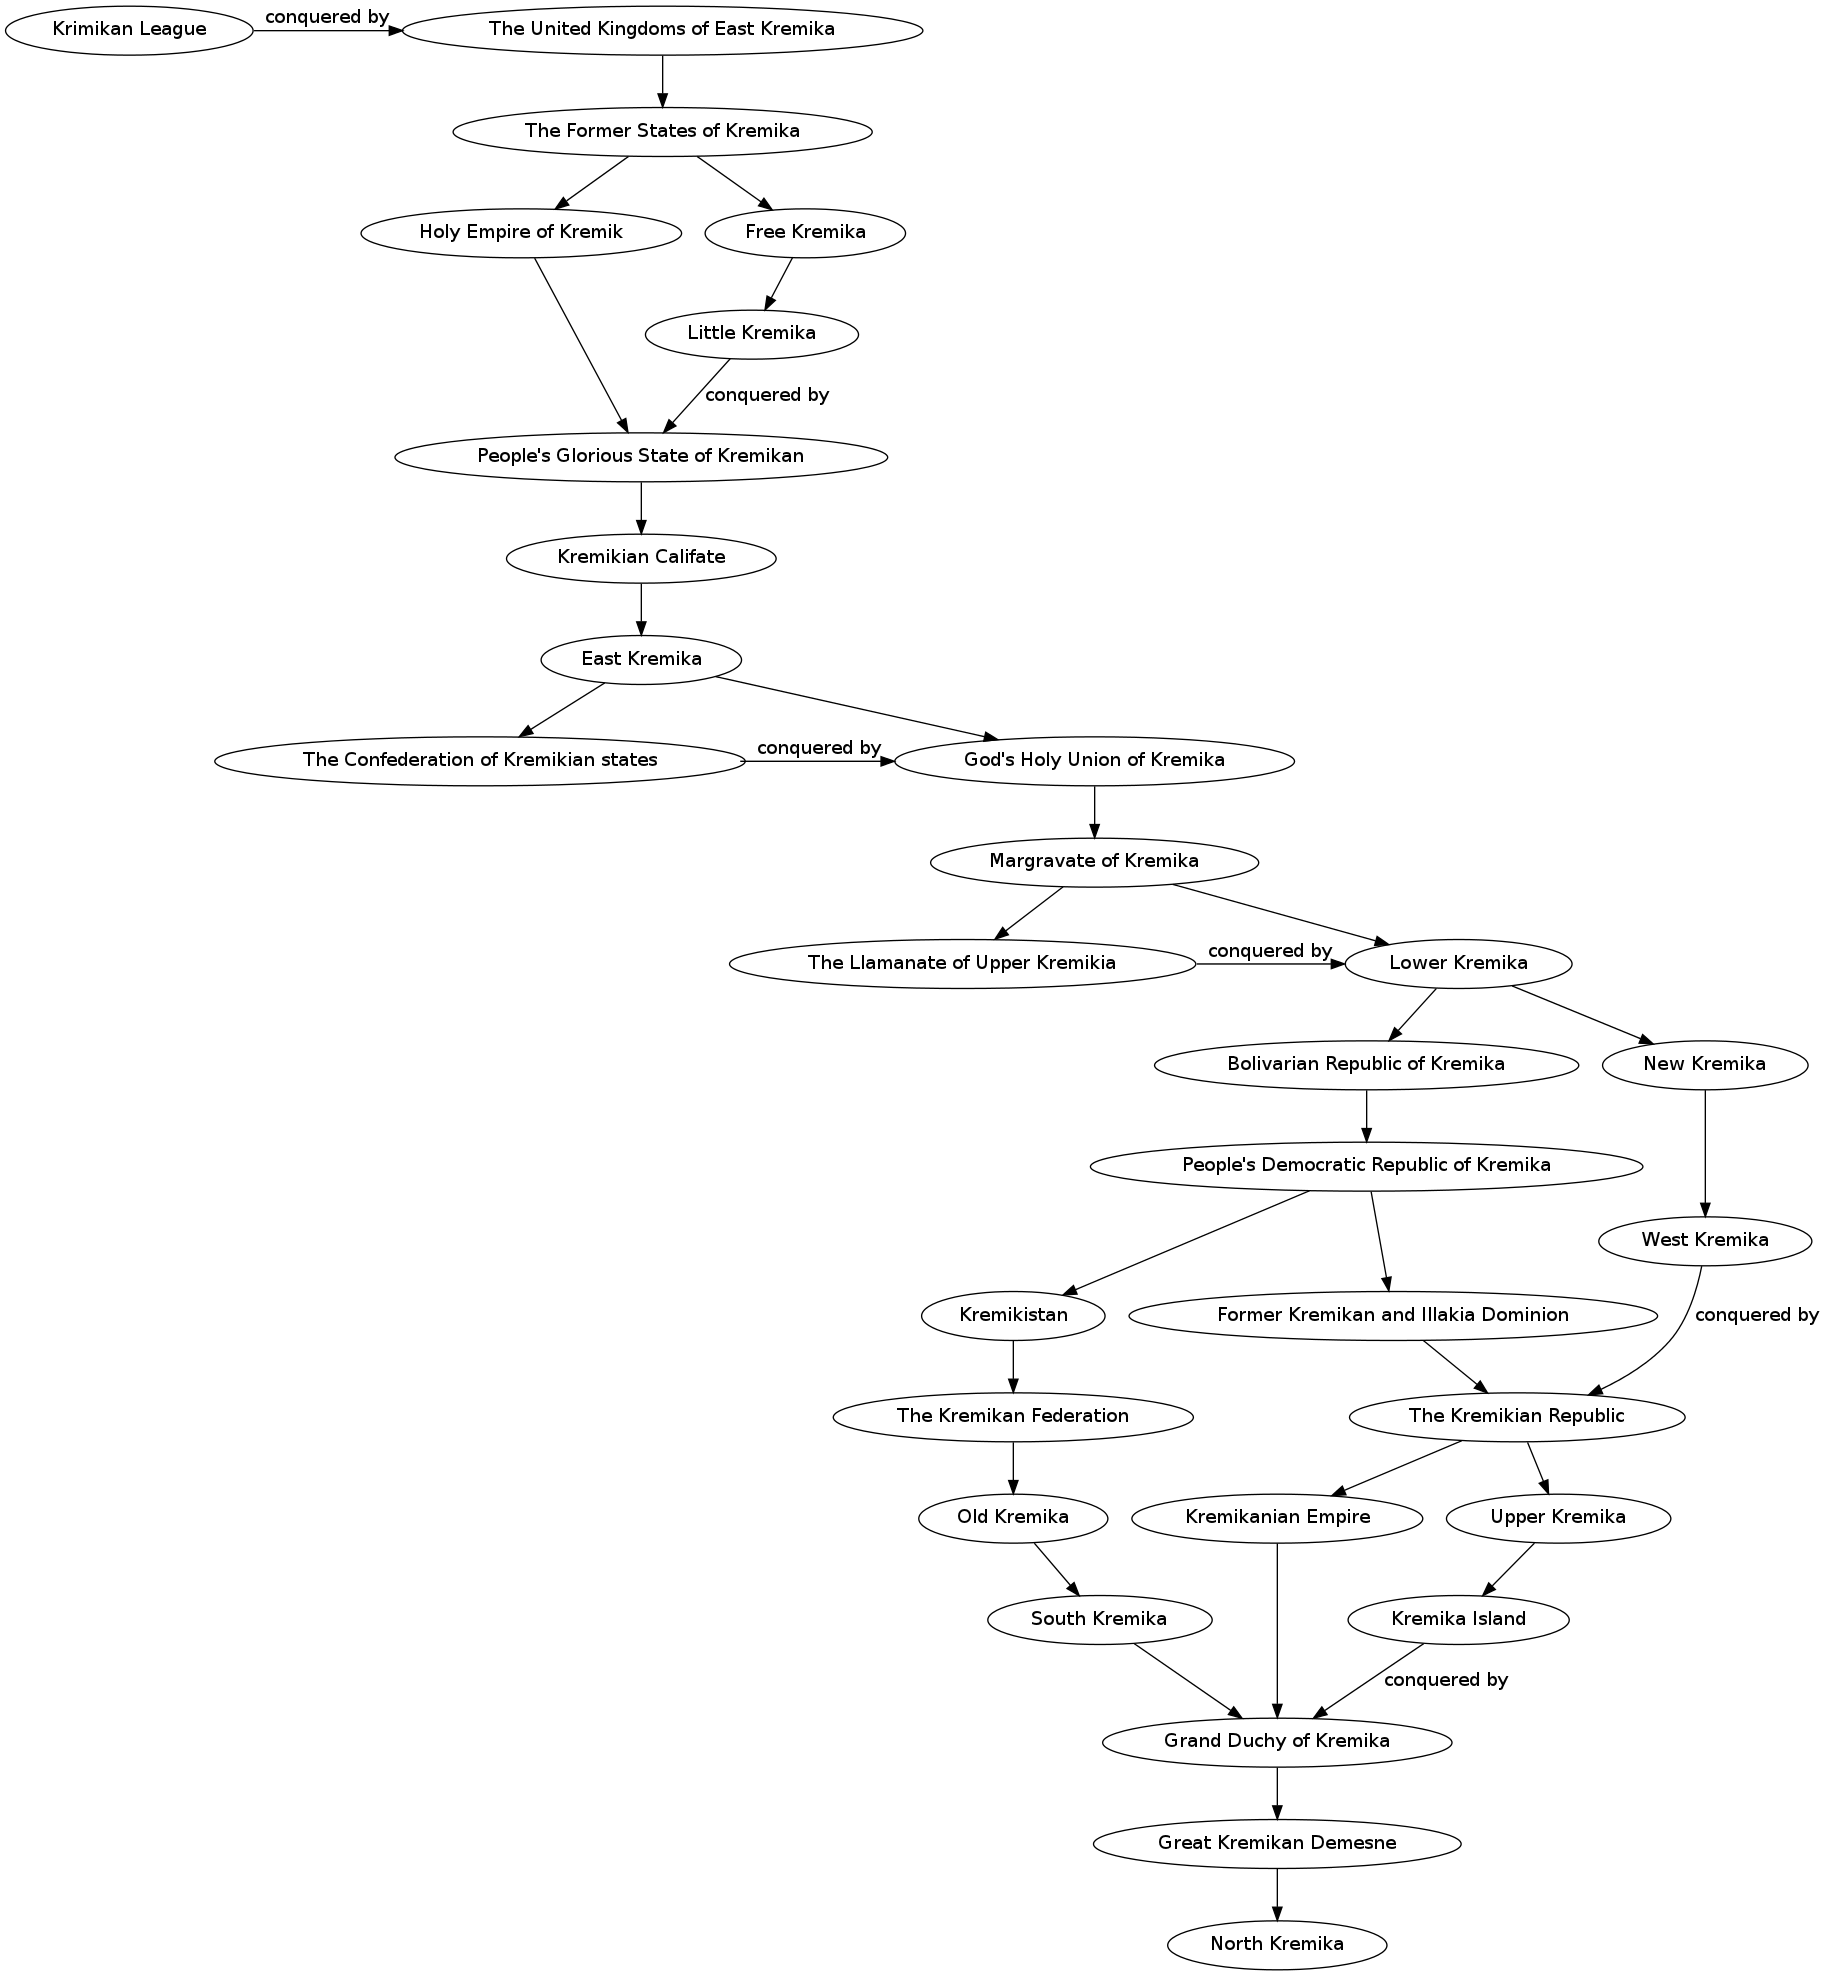 Krimikan League
conquered by
The United Kingdoms of East Kremika
The Former States of Kremika
Holy Empire of Kremik
Free Kremika
Little Kremika
conquered by
People's Glorious State of Kremikan
Kremikian Califate
East Kremika
The Confederation of Kremikian states
conquered by
God's Holy Union of Kremika
Margravate of Kremika
The Llamanate of Upper Kremikia
conquered by
Lower Kremika
Bolivarian Republic of Kremika
New Kremika
People's Democratic Republic of Kremika
West Kremika
Kremikistan
Former Kremikan and Illakia Dominion
conquered by
The Kremikan Federation
The Kremikian Republic
Old Kremika
Kremikanian Empire
Upper Kremika
South Kremika
Kremika Island
conquered by
Grand Duchy of Kremika
Great Kremikan Demesne
North Kremika